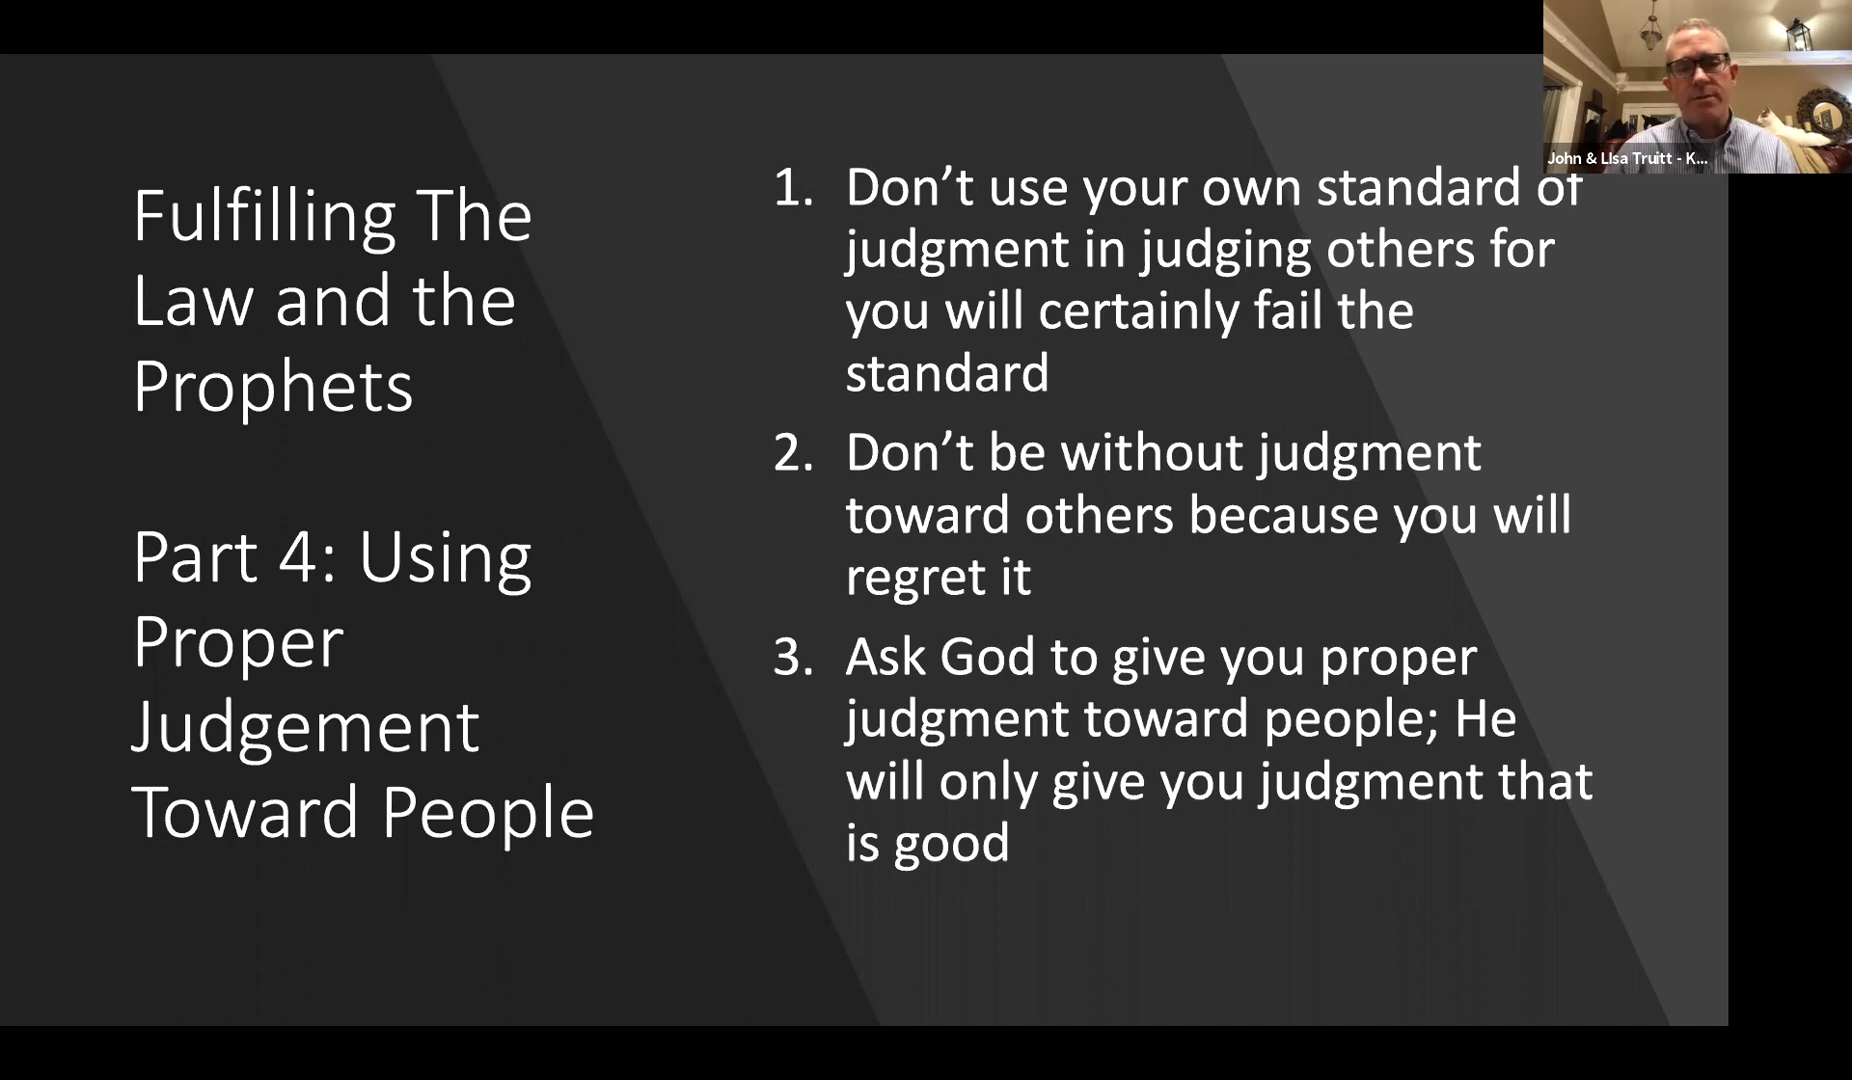 Fulfilling The
Law and the
Prophets
Part 4: Using
Proper
Judgement
Toward People
1. Don’t use your own standard of
judgment in judging others for
you will certainly fail the
standard
2. Don’t be without judgment
toward others because you will
regret it
3. Ask God to give you proper
judgment toward people; He
will only give you judgment that
is good
John & LIsa Truitt - K...